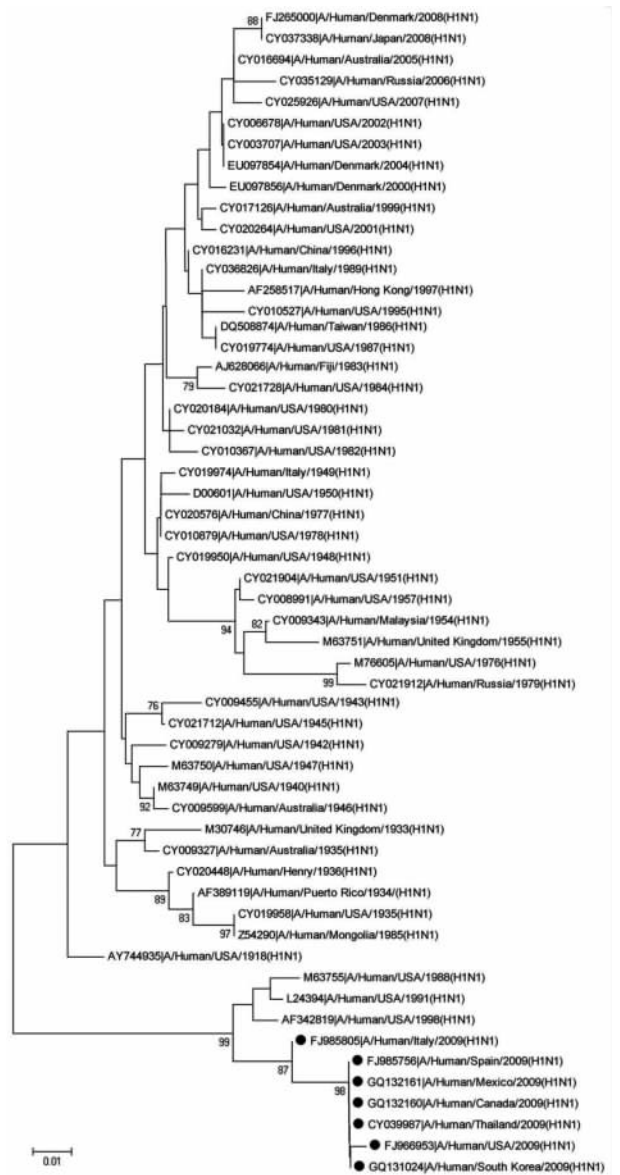 88
FJ265000|A/Human/Denmark/2008(H1N1)
CY037338|A/Human/Japan/2008(H1N1)
CY016694|A/Human/Australia/2005(H1N1)
CY035129|A/Human/Russia/2006(H1N1)
CY025926|A/Human/USA/2007(H1N1)
CY006678|A/Human/USA/2002(H1N1)
CY003707|A/Human/USA/2003(H1N1)
EU097854|A/Human/Denmark/2004(H1N1)
EU097856|A/Human/Denmark/2000(H1N1)
CY017126|A/Human/Australia/1999(H1N1)
CY020264|A/Human/USA/2001(H1N1)
CY016231|A/Human/China/1996(H1N1)
CY036826|A/Human/Italy/1989(H1N1)
AF258517|A/Human/Hong Kong/1997(H1N1)
CY010527|A/Human/USA/1995(H1N1)
DQ508874|A/Human/Taiwan/1986(H1N1)
CY019774|A/Human/USA/1987(H1N1)
AJ628066|A/Human/Fiji/1983(H1N1)
79
CY021728|A/Human/USA/1984(H1N1)
CY020184|A/Human/USA/1980(H1N1)
CY021032|A/Human/USA/1981(H1N1)
CY010367|A/Human/USA/1982(H1N1)
CY019974|A/Human/Italy/1949(H1N1)
D00601|A/Human/USA/1950(H1N1)
CY020576|A/Human/China/1977(H1N1)
CY010879|A/Human/USA/1978(H1N1)
CY019950|A/Human/USA/1948(H1N1)
CY021904|A/Human/USA/1951(H1N1)
CY008991|A/Human/USA/1957(H1N1)
94
82
CY009343|A/Human/Malaysia/1954(H1N1)
M63751|A/Human/United Kingdom/1955(H1N1)
M76605|A/Human/USA/1976(H1N1)
99
CY021912|A/Human/Russia/1979(H1N1)
76
CY009455|A/Human/USA/1943(H1N1)
CY021712|A/Human/USA/1945(H1N1)
CY009279|A/Human/USA/1942(H1N1)
M63750|A/Human/USA/1947(H1N1)
M63749|A/Human/USA/1940(H1N1)
92
CY009599|A/Human/Australia/1946(H1N1)
77
M30746|A/Human/United Kingdom/1933(H1N1)
CY009327|A/Human/Australia/1935(H1N1)
CY020448|A/Human/Henry/1936(H1N1)
89
AF389119|A/Human/Puerto Rico/1934/(H1N1)
83
CY019958|A/Human/USA/1935(H1N1)
97
Z54290|A/Human/Mongolia/1985(H1N1)
AY744935|A/Human/USA/1918(H1N1)
M63755|A/Human/USA/1988(H1N1)
L24394|A/Human/USA/1991(H1N1)
AF342819|A/Human/USA/1998(H1N1)
99
FJ985805|A/Human/Italy/2009(H1N1)
87
FJ985756|A/Human/Spain/2009(H1N1)
GQ132161|A/Human/Mexico/2009(H1N1)
98
GQ132160|A/Human/Canada/2009(H1N1)
CY039987|A/Human/Thailand/2009(H1N1)
FJ966953|A/Human/USA/2009(H1N1)
GQ131024|A/Human/South Korea/2009(H1N1)
0.01